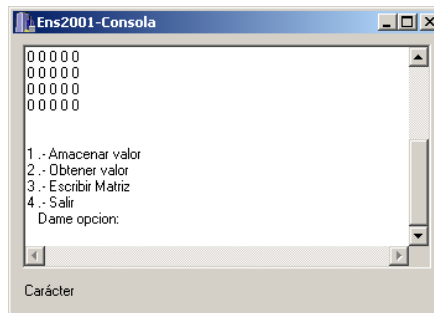 Ens2001-Consola
0 0 0 0 0
0 0 0 0 0
0 0 0 0 0
0 0 0 0 0
1 .- Amacenar valor
2 .- Obtener valor
3 .- Escribir Matriz
4 .- Salir
Dame opcion:
Carácter